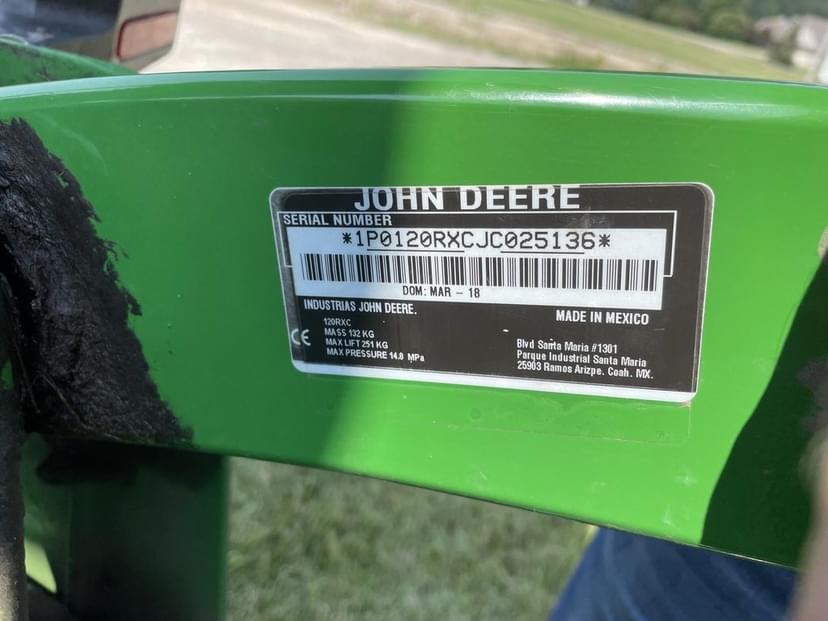 JOHN DEERE
SERIAL NUMBER
*1P0120RXCJC025136*
DOM: MAR - 18
INDUSTRIAS JOHN DEERE.
MADE IN MEXICO
120RXC
MASS 132 KG
MAX LIFT 251 KG
MAX PRESSURE 14.8 MPa
CE
Blvd Santa Maria #1301
Parque Industrial Santa Maria
25903 Ramos Arizpe. Coah. MX.